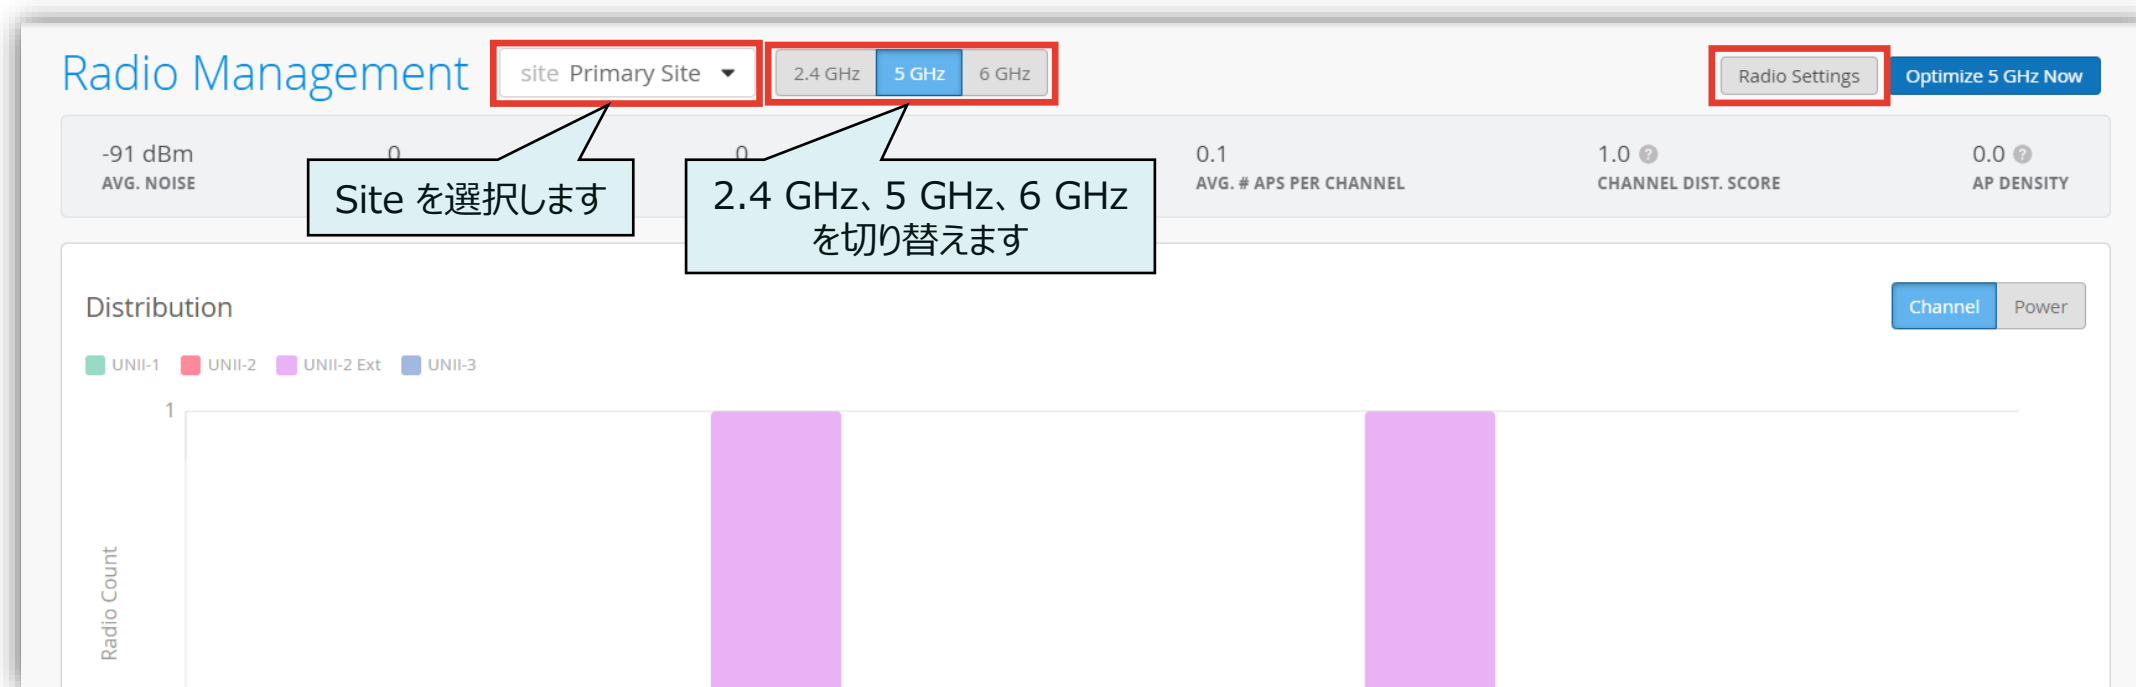 Radio Management
site Primary Site
2.4 GHz 5 GHz 6 GHz
Radio Settings
Optimize 5 GHz Now
-91 dBm
AVG. NOISE
0
0
0.1
AVG. # APS PER CHANNEL
1.0
CHANNEL DIST. SCORE
0.0
AP DENSITY
Site を選択します
2.4 GHz、5 GHz、6 GHz
を切り替えます
Distribution
Channel Power
UNII-1 UNII-2 UNII-2 Ext UNII-3
1
Radio Count